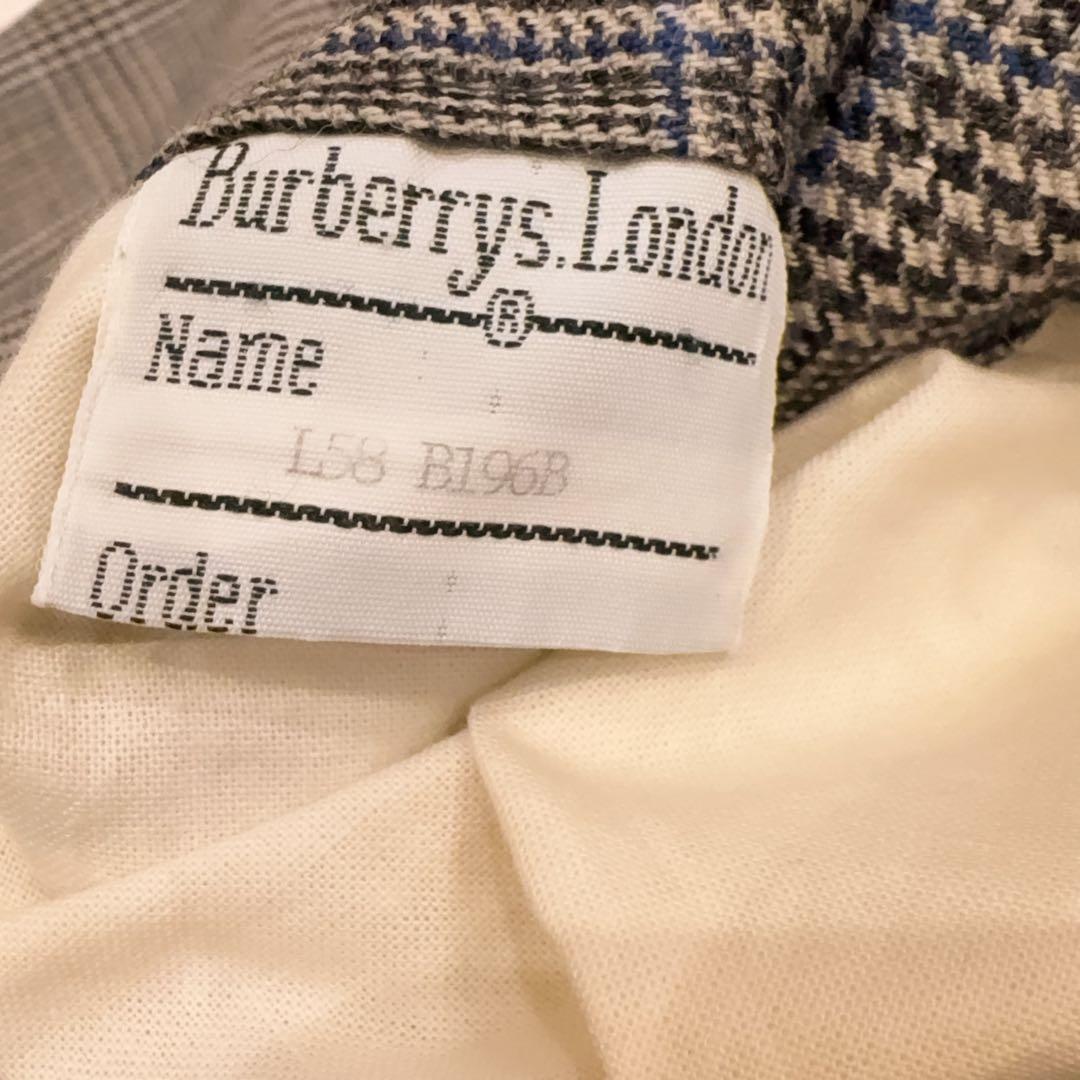 Burberrys.London
®
Name
L58 B196B
Order